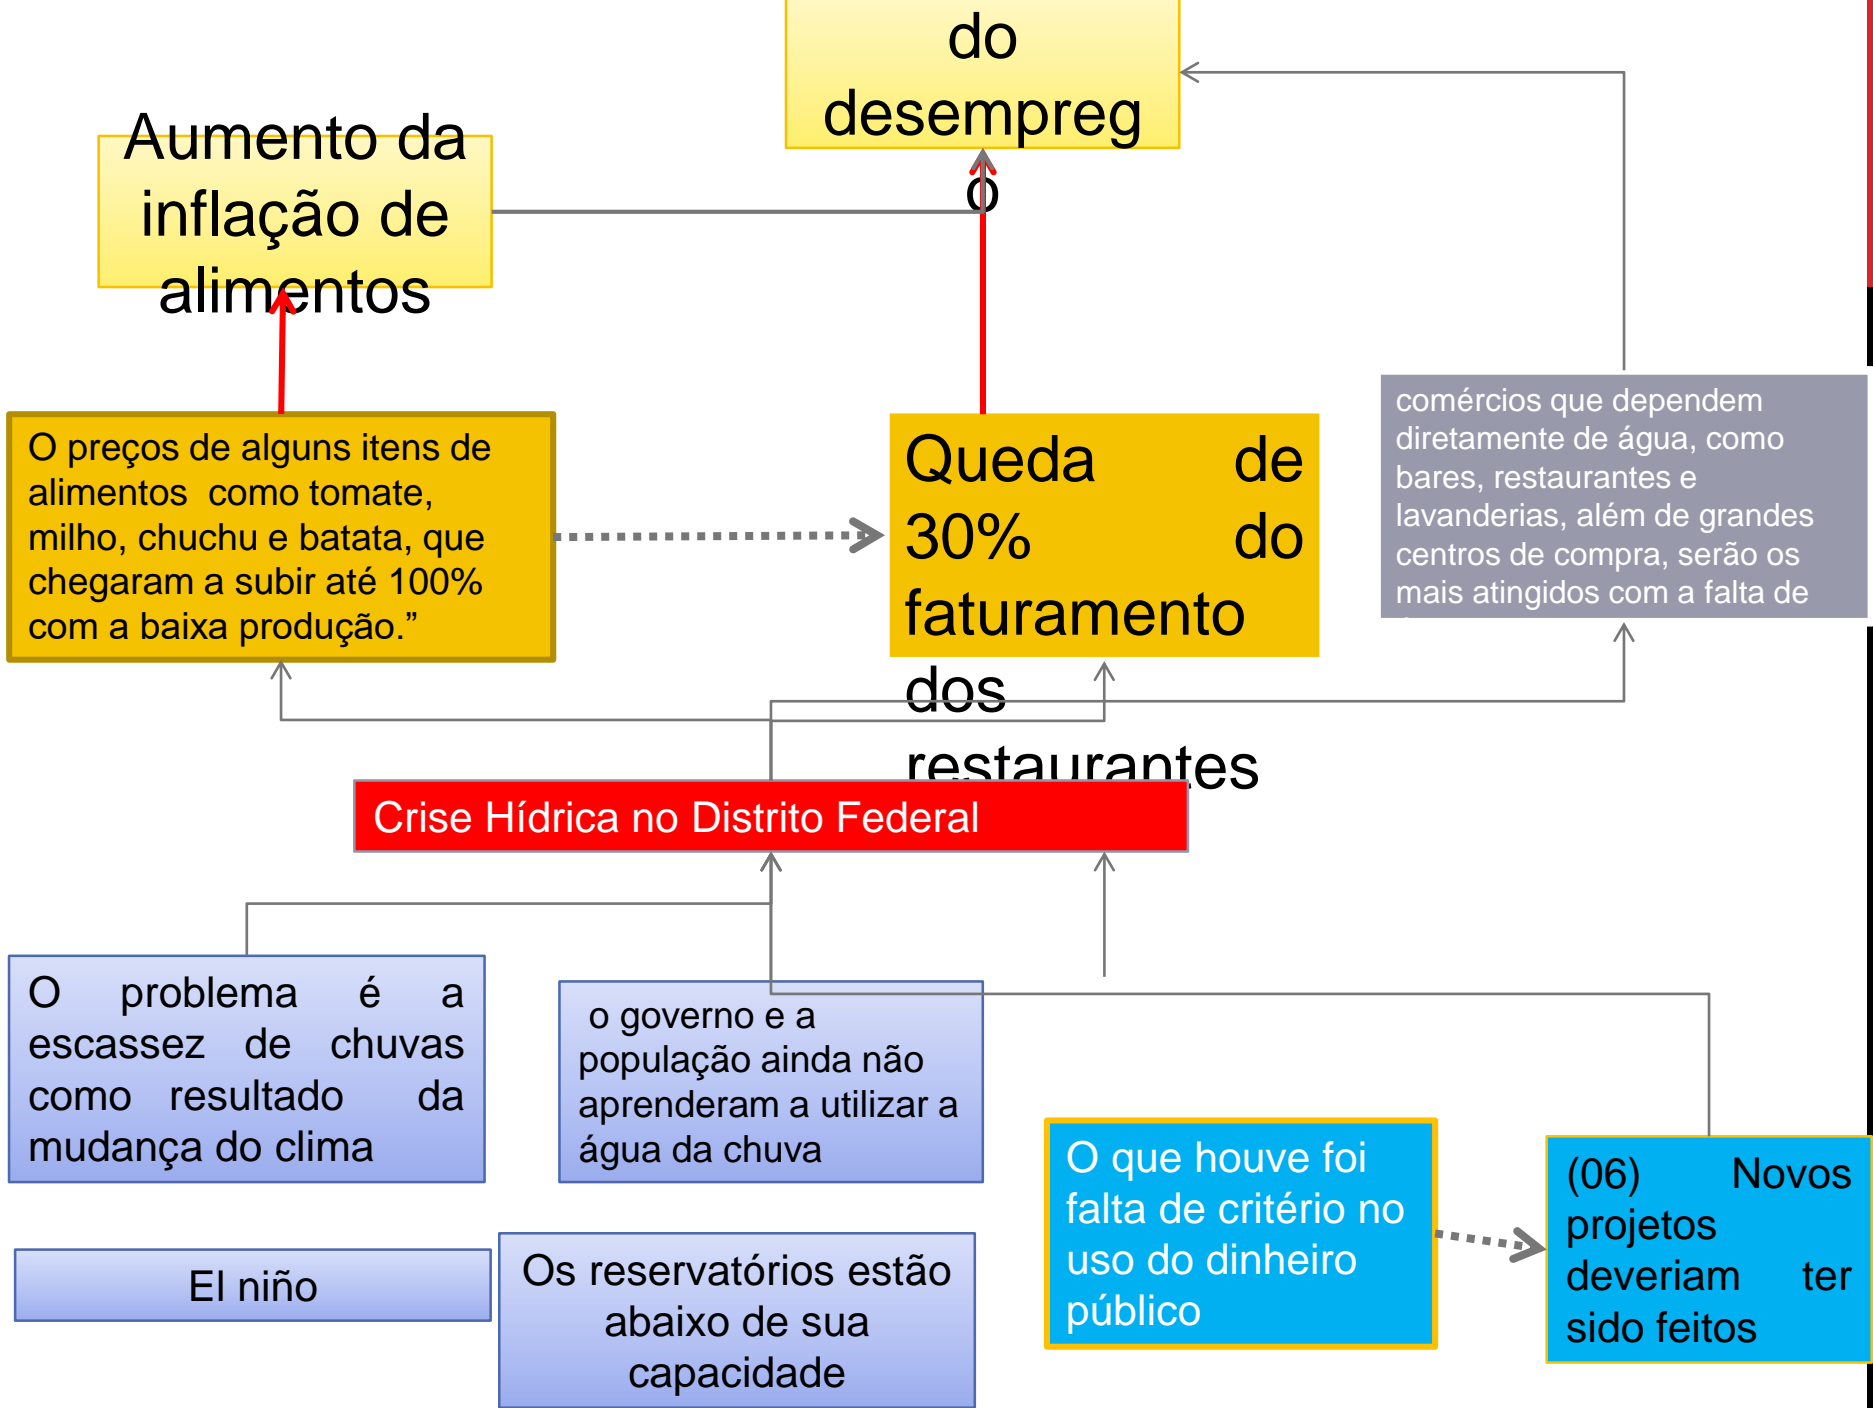 do
desempreg
o
Aumento da
inflação de
alimentos
O preços de alguns itens de
alimentos como tomate,
milho, chuchu e batata, que
chegaram a subir até 100%
com a baixa produção.”
Queda de
30% do
faturamento
dos
restaurantes
comércios que dependem
diretamente de água, como
bares, restaurantes e
lavanderias, além de grandes
centros de compra, serão os
mais atingidos com a falta de
Crise Hídrica no Distrito Federal
O problema é a
escassez de chuvas
como resultado da
mudança do clima
o governo e a
população ainda não
aprenderam a utilizar a
água da chuva
O que houve foi
falta de critério no
uso do dinheiro
público
(06) Novos
projetos
deveriam ter
sido feitos
El niño
Os reservatórios estão
abaixo de sua
capacidade